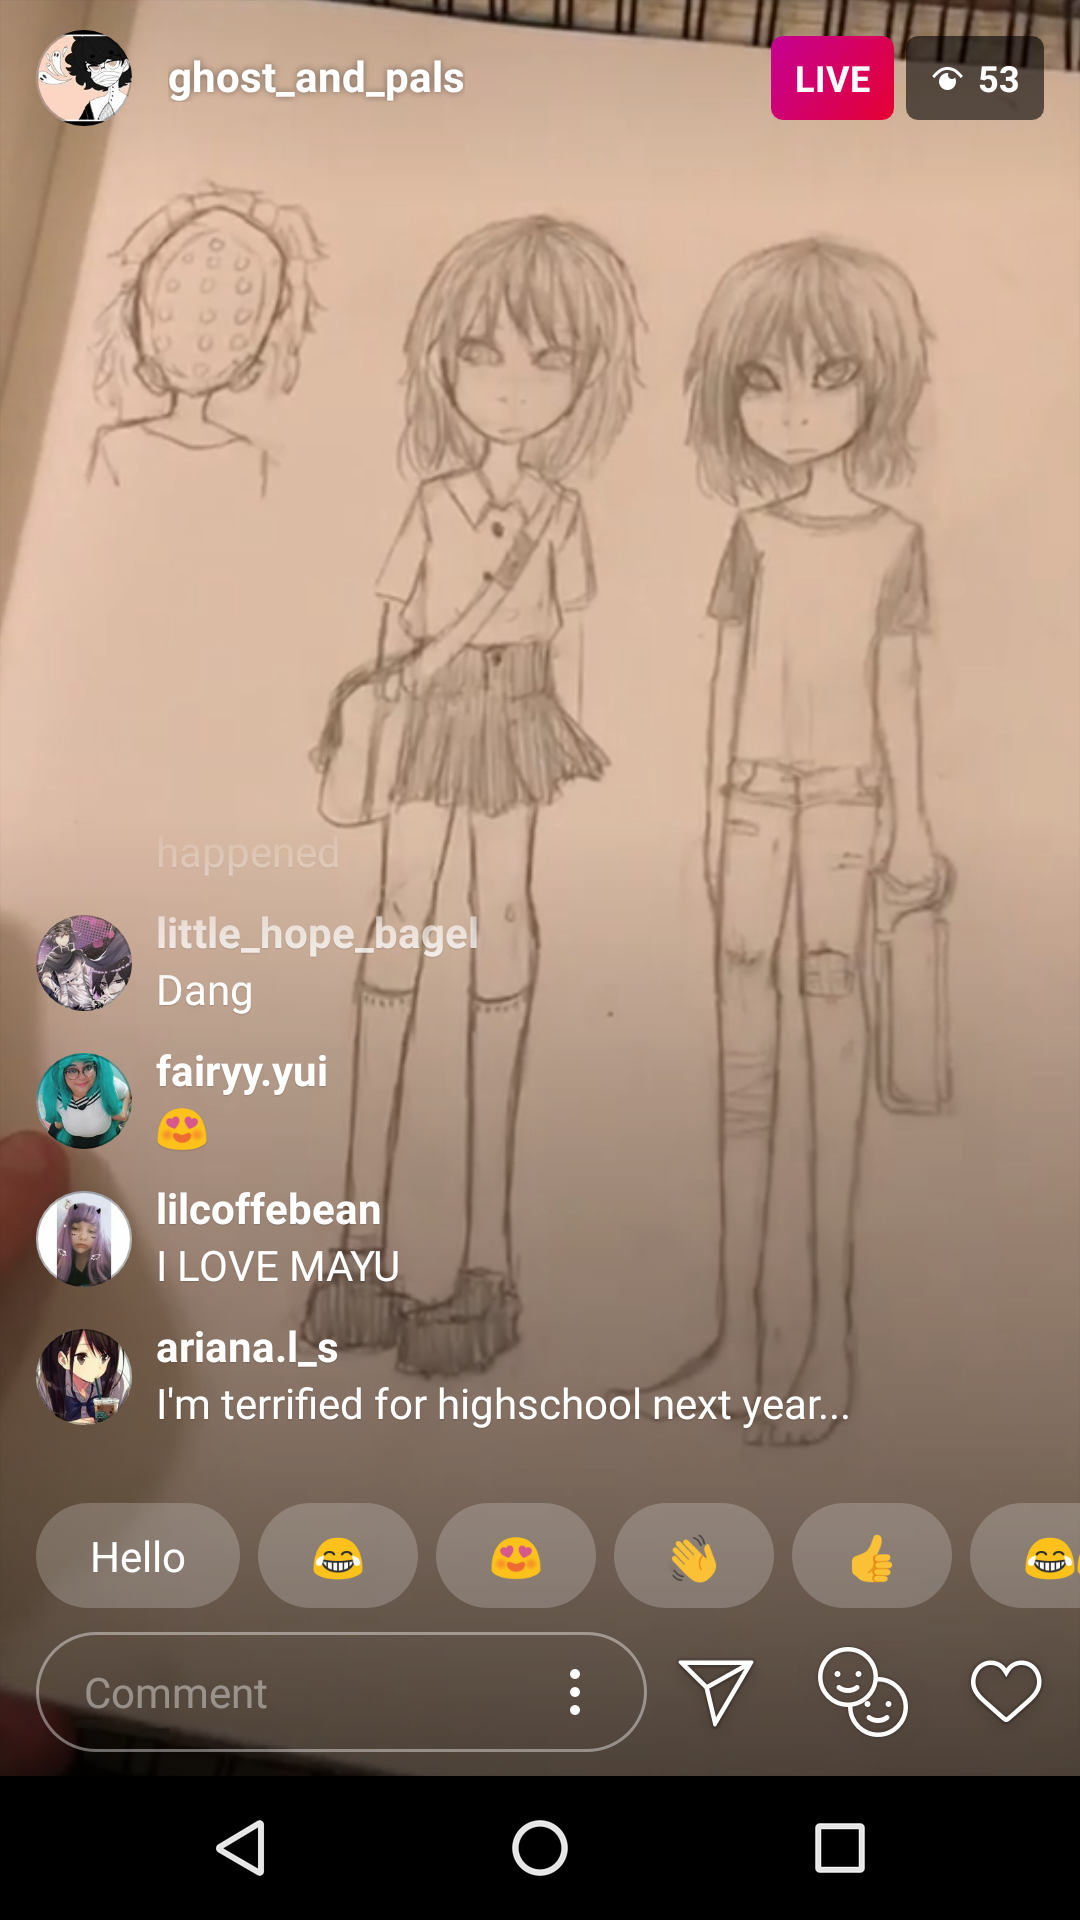 ghost_and_pals
LIVE
53
happened
little_hope_bagel
Dang
fairyy.yui
😍
lilcoffebean
I LOVE MAYU
ariana.l_s
I'm terrified for highschool next year...
Hello 😂 😍 👋 👍 😂
Comment